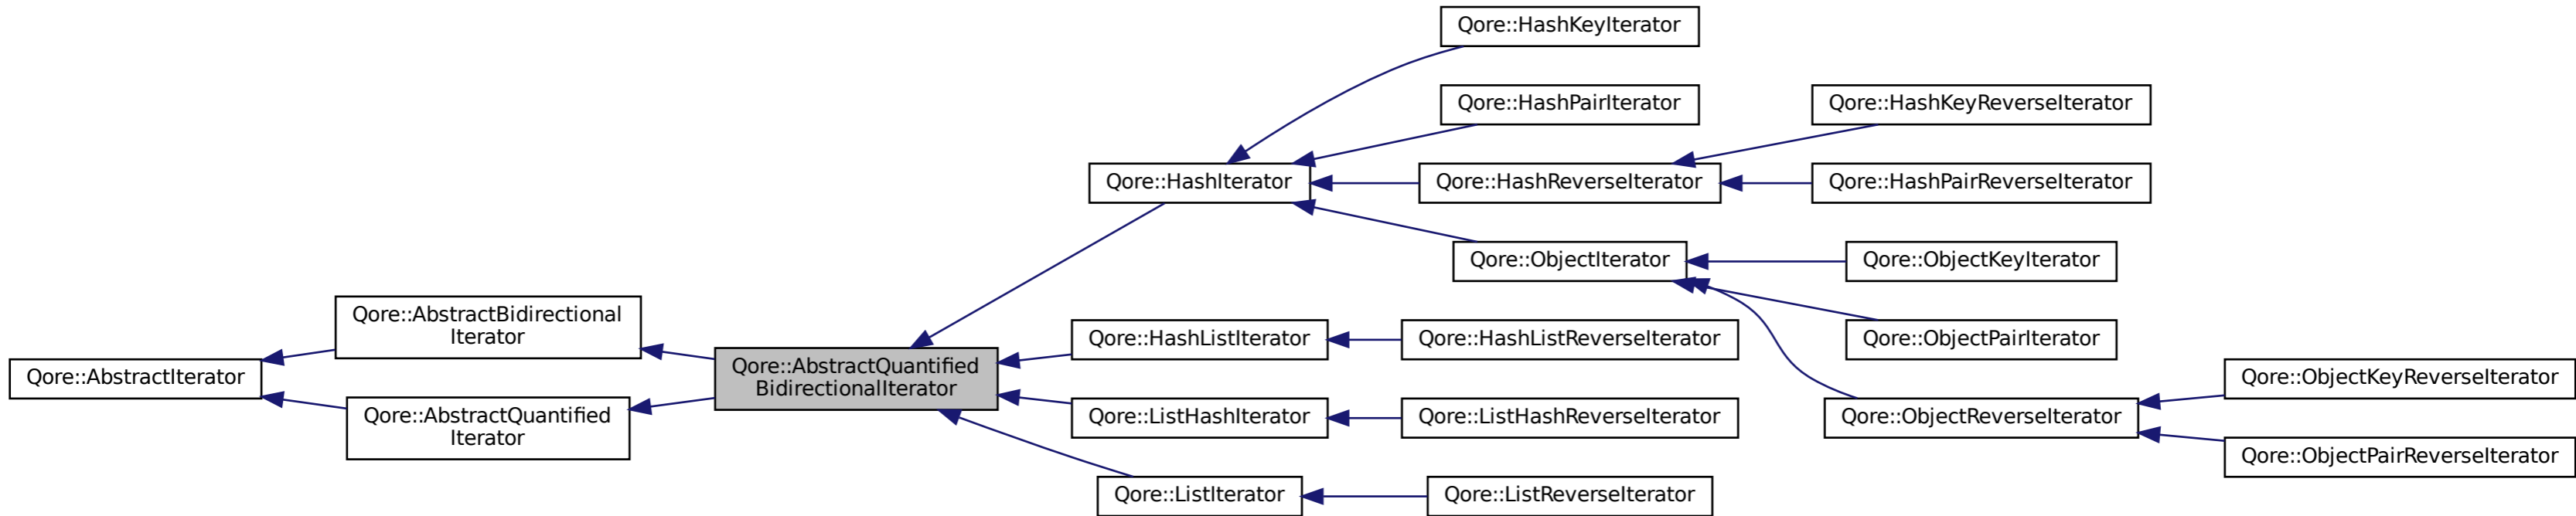 Qore::AbstractIterator
Qore::AbstractBidirectional
Iterator
Qore::AbstractQuantified
Iterator
Qore::AbstractQuantified
BidirectionalIterator
Qore::HashIterator
Qore::HashListIterator
Qore::ListHashIterator
Qore::ListIterator
Qore::HashKeyIterator
Qore::HashPairIterator
Qore::HashReverseIterator
Qore::ObjectIterator
Qore::HashListReverseIterator
Qore::ListHashReverseIterator
Qore::ListReverseIterator
Qore::HashKeyReverseIterator
Qore::HashPairReverseIterator
Qore::ObjectKeyIterator
Qore::ObjectPairIterator
Qore::ObjectReverseIterator
Qore::ObjectKeyReverseIterator
Qore::ObjectPairReverseIterator